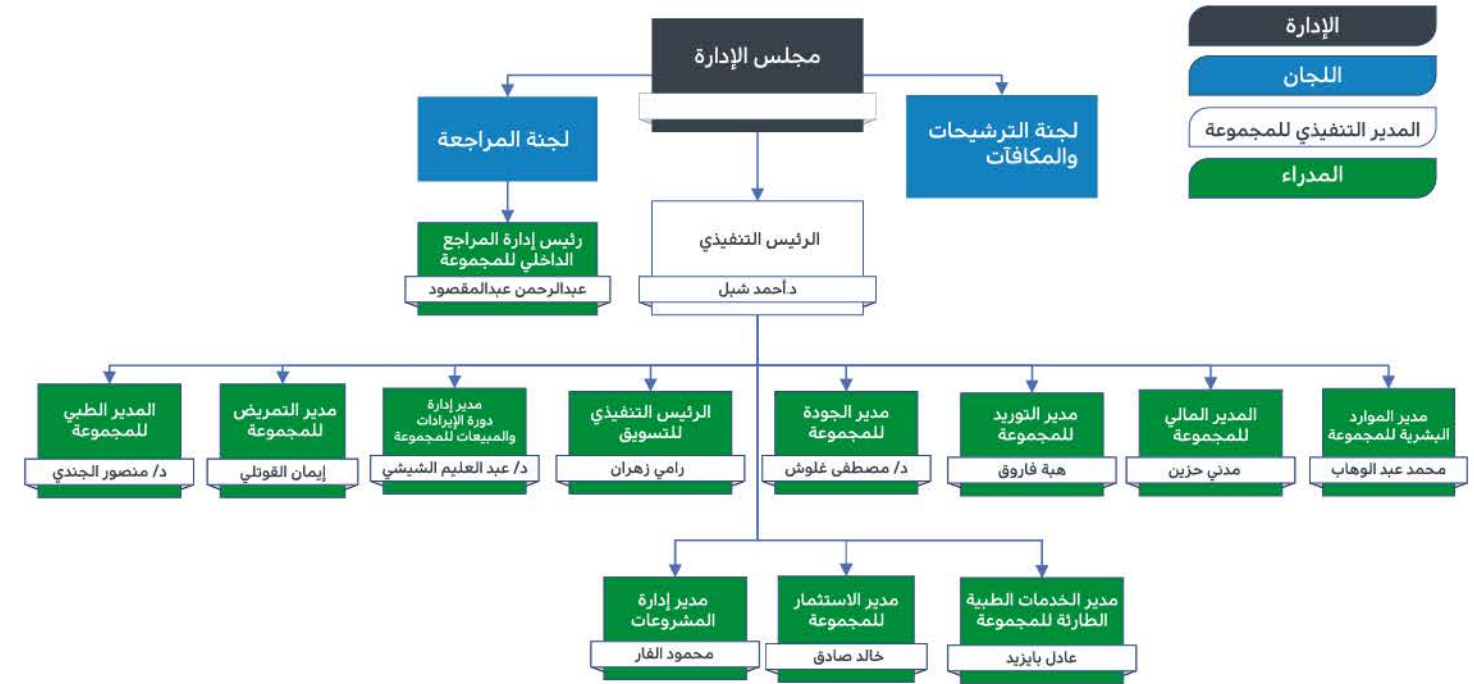 الإدارة
اللجان
المدير التنفيذي للمجموعة
المدراء
مجلس الإدارة
لجنة الترشيحات
والمكافآت
لجنة المراجعة
الرئيس التنفيذي
د.أحمد شبل
رئيس إدارة المراجع
الداخلي للمجموعة
عبدالرحمن عبدالمقصود
مدير الموارد
البشرية للمجموعة
محمد عبد الوهاب
المدير المالي
للمجموعة
مدني حزين
مدير التوريد
للمجموعة
هبة فاروق
مدير الجودة
للمجموعة
د/ مصطفى غلوش
الرئيس التنفيذي
للتسويق
رامي زهران
مدير إدارة
دورة الإيرادات
والمبيعات للمجموعة
د/ عبد العليم الشيشي
مدير التمريض
للمجموعة
إيمان القوتلي
المدير الطبي
للمجموعة
د/ منصور الجندي
مدير الخدمات الطبية
الطارئة للمجموعة
عادل بايزيد
مدير الاستثمار
للمجموعة
خالد صادق
مدير إدارة
المشروعات
محمود الفار